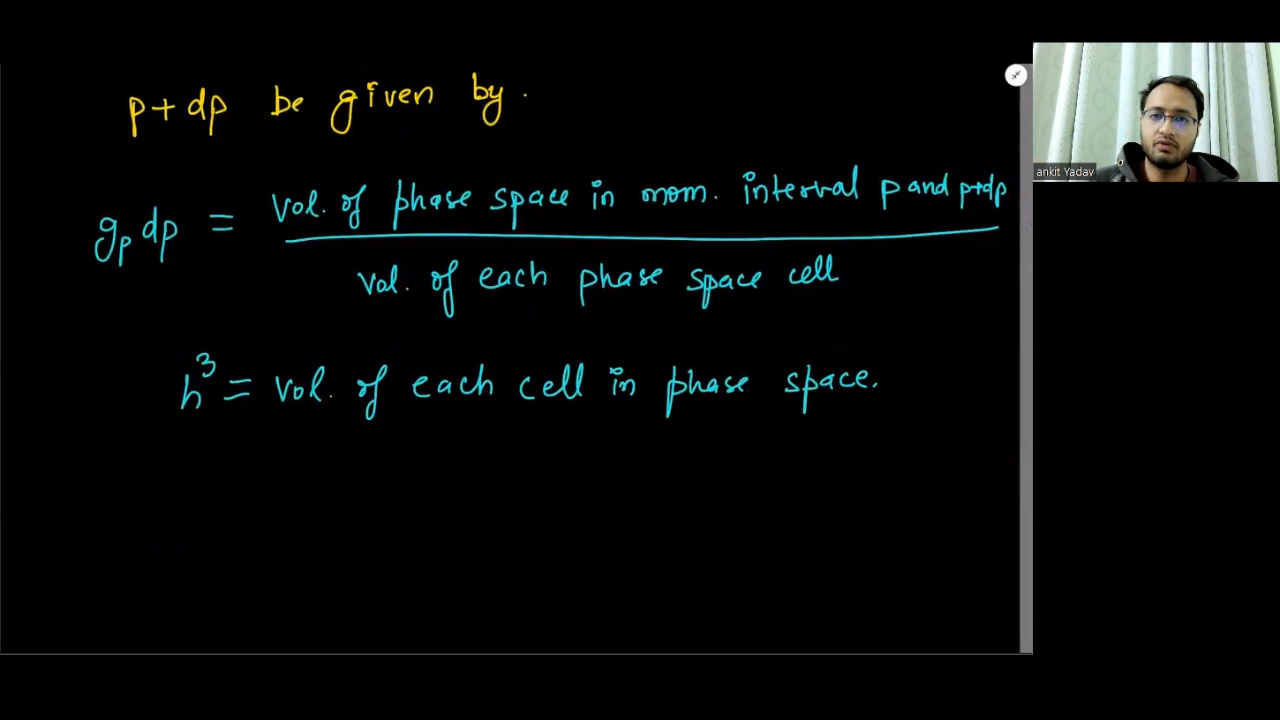 p + dp be given by.
g_p dp = vol. of phase space in mom. interval p and p+dp
vol. of each phase space cell
h³ = vol. of each cell in phase space.
ankit Yadav